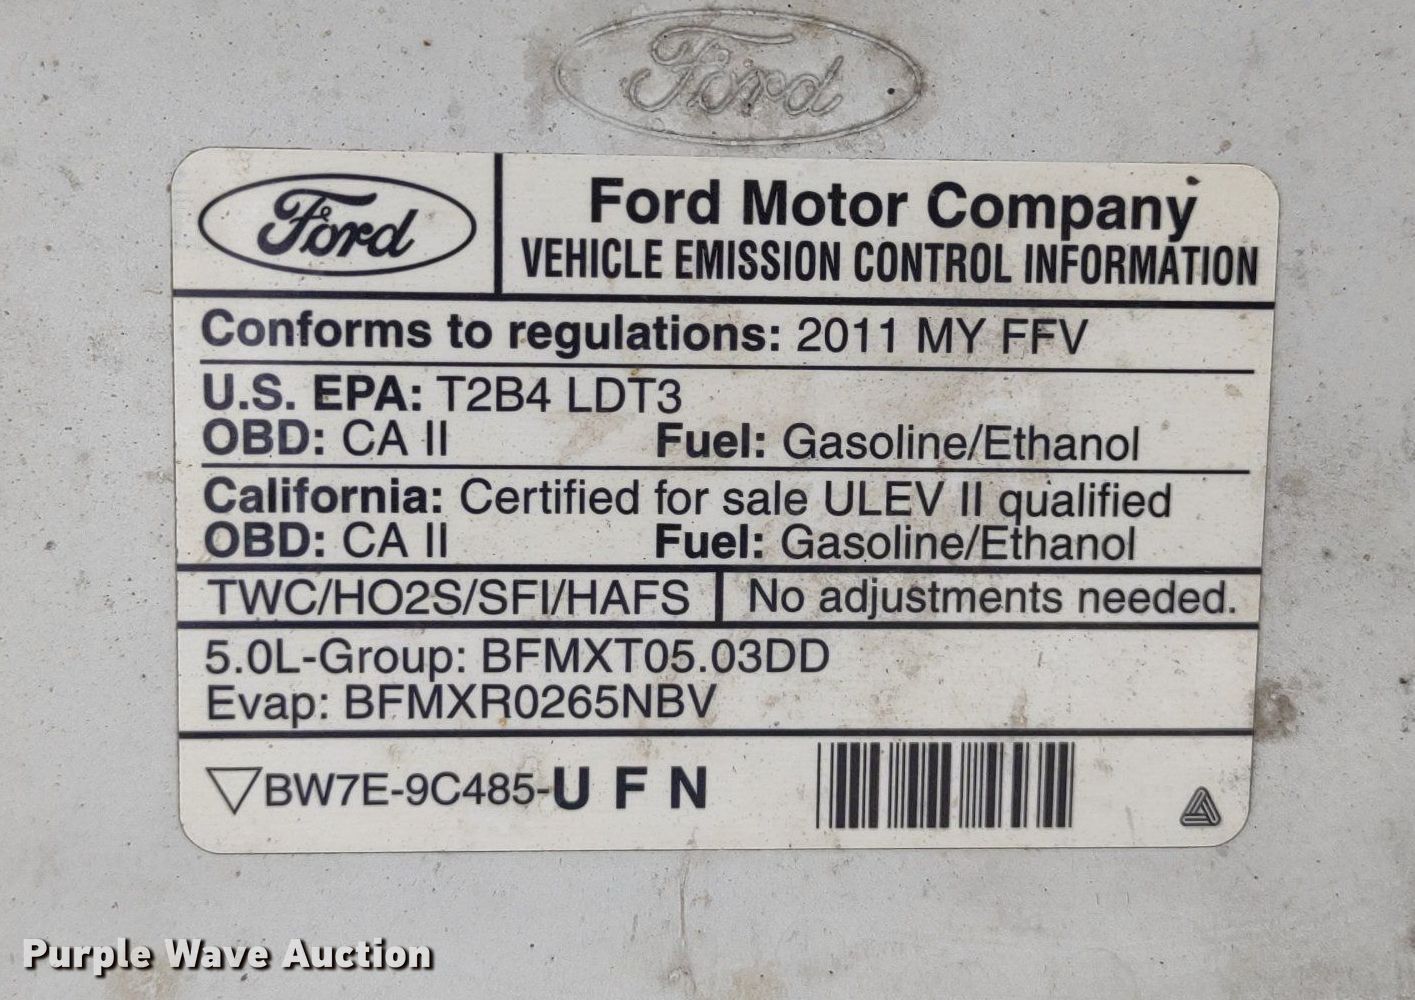 Ford
Ford
Ford Motor Company
VEHICLE EMISSION CONTROL INFORMATION
Conforms to regulations: 2011 MY FFV
U.S. EPA: T2B4 LDT3
OBD: CA II Fuel: Gasoline/Ethanol
California: Certified for sale ULEV II qualified
OBD: CA II Fuel: Gasoline/Ethanol
TWC/HO2S/SFI/HAFS No adjustments needed.
5.0L-Group: BFMXT05.03DD
Evap: BFMXR0265NBV
BW7E-9C485-U F N
Purple Wave Auction